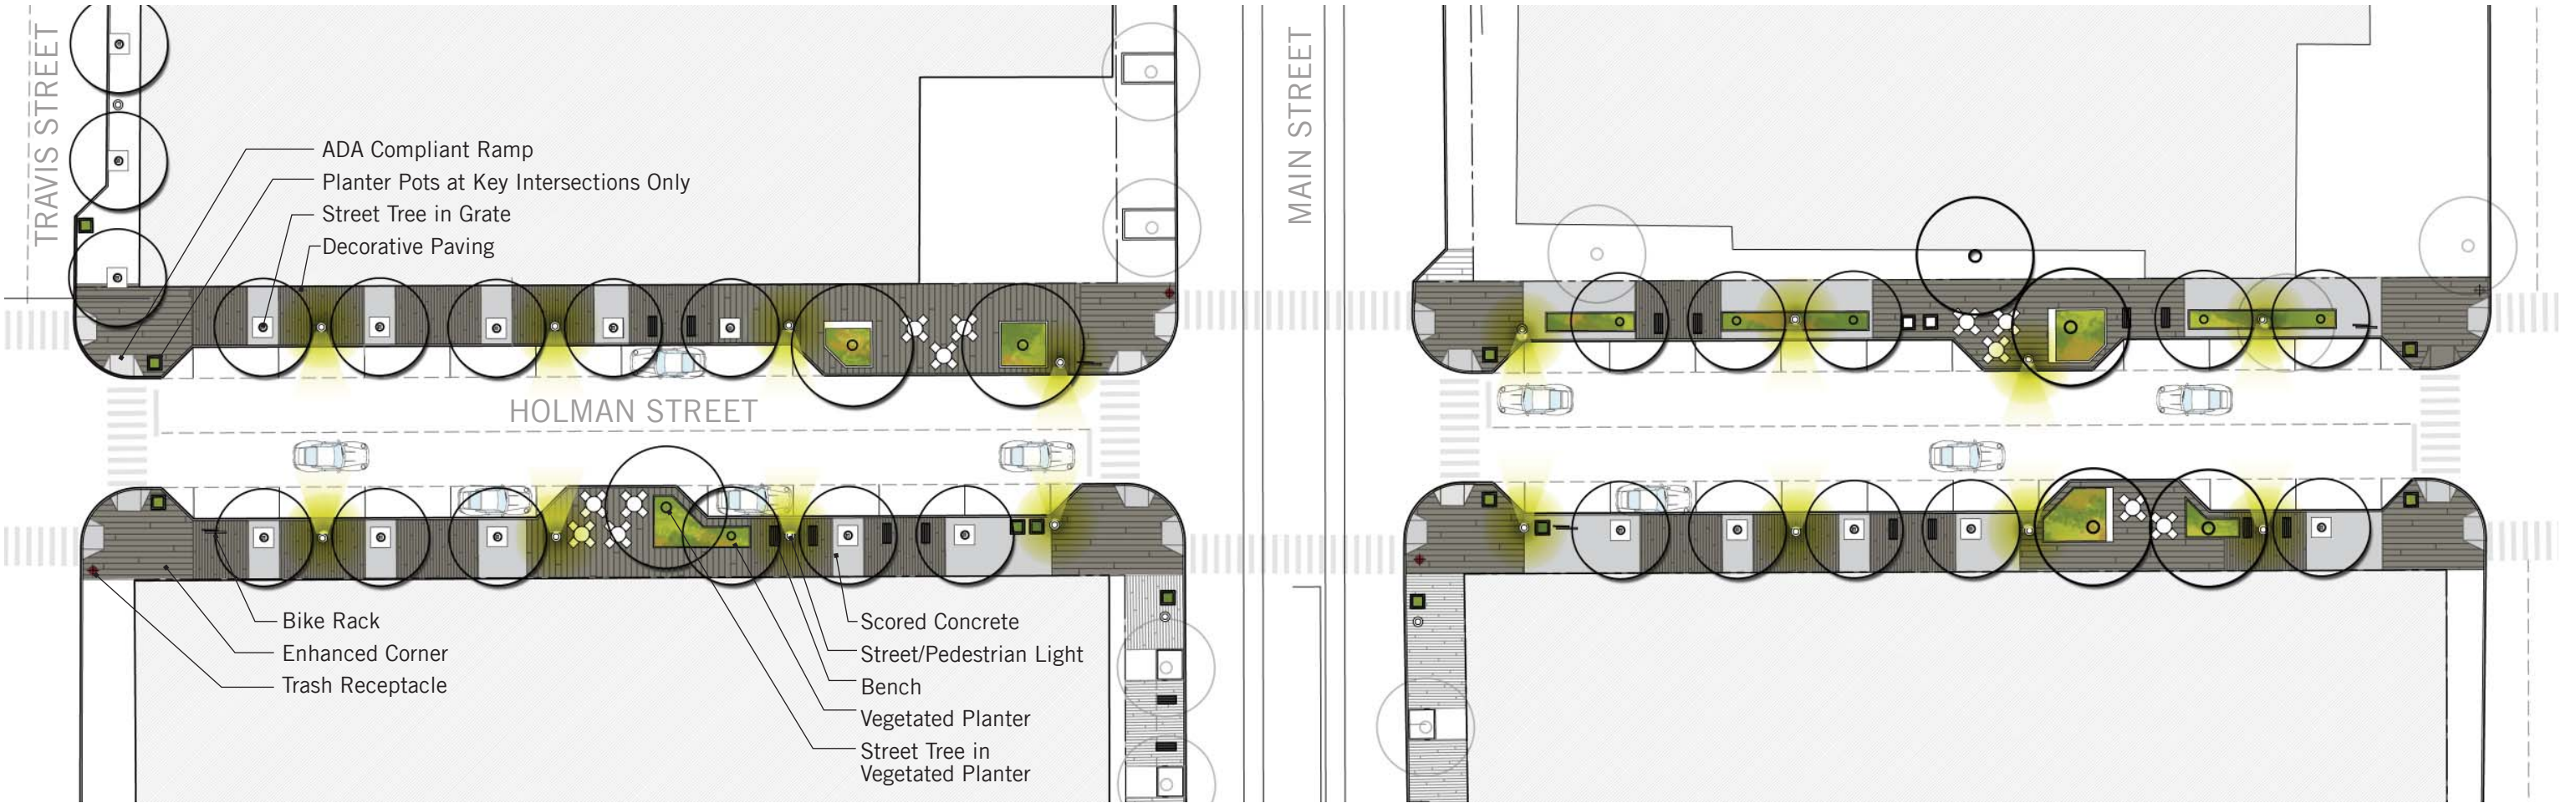 TRAVIS STREET
MAIN STREET
ADA Compliant Ramp
Planter Pots at Key Intersections Only
Street Tree in Grate
Decorative Paving
HOLMAN STREET
Bike Rack
Enhanced Corner
Trash Receptacle
Scored Concrete
Street/Pedestrian Light
Bench
Vegetated Planter
Street Tree in
Vegetated Planter